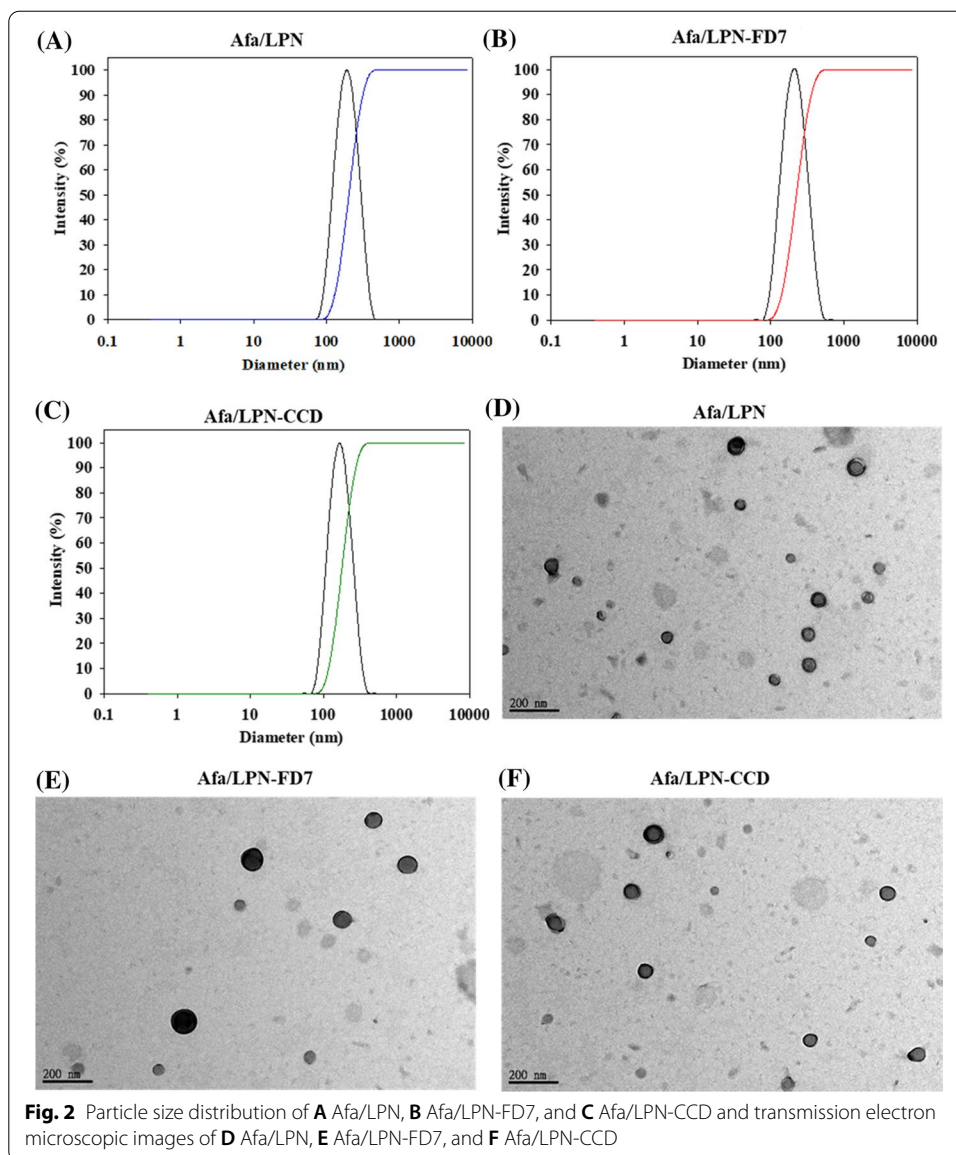 (A)
Afa/LPN
100
90
80
70
60
50
40
30
20
10
0
Intensity (%)
0.1 1 10 100 1000 10000
Diameter (nm)
(B)
Afa/LPN-FD7
100
90
80
70
60
50
40
30
20
10
0
Intensity (%)
0.1 1 10 100 1000 10000
Diameter (nm)
(C)
Afa/LPN-CCD
100
90
80
70
60
50
40
30
20
10
0
Intensity (%)
0.1 1 10 100 1000 10000
Diameter (nm)
(D)
Afa/LPN
200 nm
(E)
Afa/LPN-FD7
200 nm
(F)
Afa/LPN-CCD
200 nm
Fig. 2 Particle size distribution of A Afa/LPN, B Afa/LPN-FD7, and C Afa/LPN-CCD and transmission electron
microscopic images of D Afa/LPN, E Afa/LPN-FD7, and F Afa/LPN-CCD